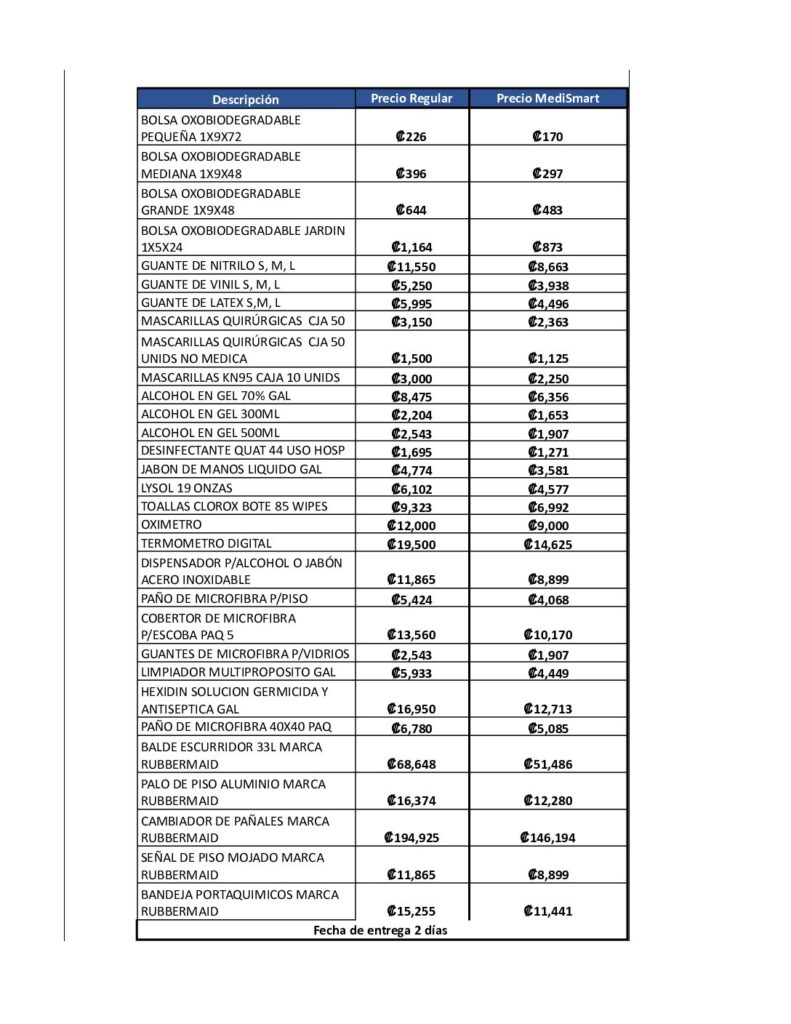 Descripción Precio Regular Precio MediSmart
BOLSA OXOBIODEGRADABLE
PEQUEÑA 1X9X72 ₡226 ₡170
BOLSA OXOBIODEGRADABLE
MEDIANA 1X9X48 ₡396 ₡297
BOLSA OXOBIODEGRADABLE
GRANDE 1X9X48 ₡644 ₡483
BOLSA OXOBIODEGRADABLE JARDIN
1X5X24 ₡1,164 ₡873
GUANTE DE NITRILO S, M, L ₡11,550 ₡8,663
GUANTE DE VINIL S, M, L ₡5,250 ₡3,938
GUANTE DE LATEX S,M, L ₡5,995 ₡4,496
MASCARILLAS QUIRÚRGICAS CJA 50 ₡3,150 ₡2,363
MASCARILLAS QUIRÚRGICAS CJA 50
UNIDS NO MEDICA ₡1,500 ₡1,125
MASCARILLAS KN95 CAJA 10 UNIDS ₡3,000 ₡2,250
ALCOHOL EN GEL 70% GAL ₡8,475 ₡6,356
ALCOHOL EN GEL 300ML ₡2,204 ₡1,653
ALCOHOL EN GEL 500ML ₡2,543 ₡1,907
DESINFECTANTE QUAT 44 USO HOSP ₡1,695 ₡1,271
JABON DE MANOS LIQUIDO GAL ₡4,774 ₡3,581
LYSOL 19 ONZAS ₡6,102 ₡4,577
TOALLAS CLOROX BOTE 85 WIPES ₡9,323 ₡6,992
OXIMETRO ₡12,000 ₡9,000
TERMOMETRO DIGITAL ₡19,500 ₡14,625
DISPENSADOR P/ALCOHOL O JABÓN
ACERO INOXIDABLE ₡11,865 ₡8,899
PAÑO DE MICROFIBRA P/PISO ₡5,424 ₡4,068
COBERTOR DE MICROFIBRA
P/ESCOBA PAQ 5 ₡13,560 ₡10,170
GUANTES DE MICROFIBRA P/VIDRIOS ₡2,543 ₡1,907
LIMPIADOR MULTIPROPOSITO GAL ₡5,933 ₡4,449
HEXIDIN SOLUCION GERMICIDA Y
ANTISEPTICA GAL ₡16,950 ₡12,713
PAÑO DE MICROFIBRA 40X40 PAQ ₡6,780 ₡5,085
BALDE ESCURRIDOR 33L MARCA
RUBBERMAID ₡68,648 ₡51,486
PALO DE PISO ALUMINIO MARCA
RUBBERMAID ₡16,374 ₡12,280
CAMBIADOR DE PAÑALES MARCA
RUBBERMAID ₡194,925 ₡146,194
SEÑAL DE PISO MOJADO MARCA
RUBBERMAID ₡11,865 ₡8,899
BANDEJA PORTAQUIMICOS MARCA
RUBBERMAID ₡15,255 ₡11,441
Fecha de entrega 2 días